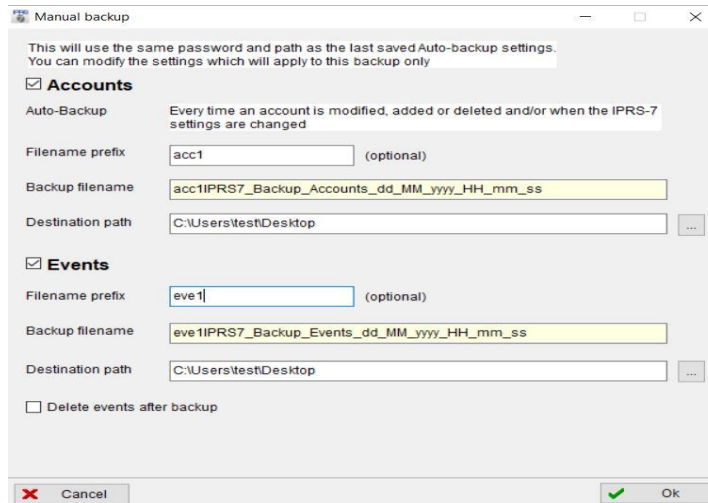 Manual backup
This will use the same password and path as the last saved Auto-backup settings.
You can modify the settings which will apply to this backup only
Accounts
Auto-Backup Every time an account is modified, added or deleted and/or when the IPRS-7
settings are changed
Filename prefix acc1 (optional)
Backup filename acc1IPRS7_Backup_Accounts_dd_MM_yyyy_HH_mm_ss
Destination path C:\Users\test\Desktop ...
Events
Filename prefix eve1 (optional)
Backup filename eve1IPRS7_Backup_Events_dd_MM_yyyy_HH_mm_ss
Destination path C:\Users\test\Desktop ...
Delete events after backup
Cancel Ok